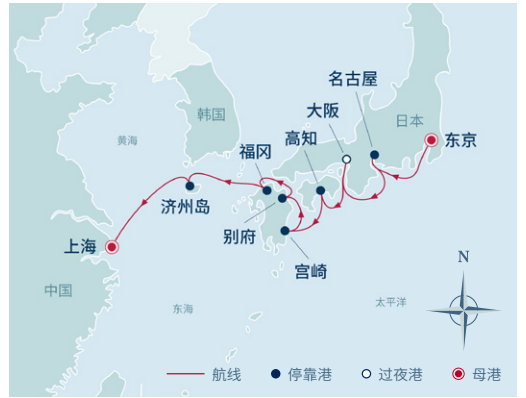 名古屋
大阪
日本
韩国
高知
东京
黄海
福冈
济州岛
别府
上海
宫崎
中国
东海
太平洋
N
航线
停靠港
过夜港
母港